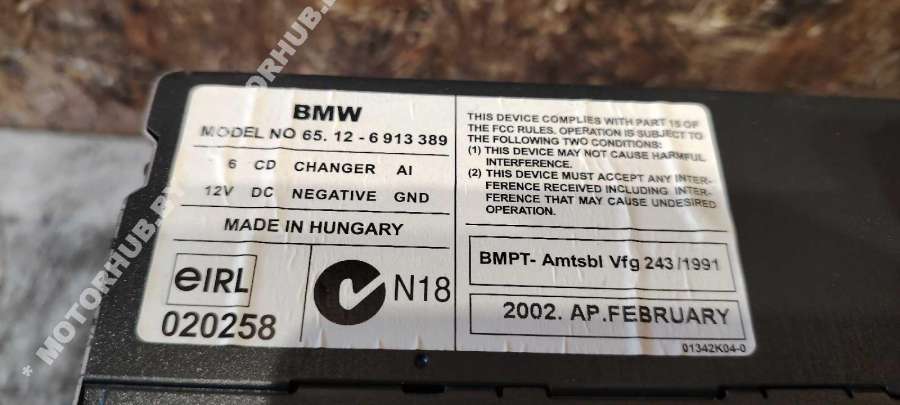 BMW
MODEL NO 65. 12 - 6 913 389
6 CD CHANGER AI
12V DC NEGATIVE GND
MADE IN HUNGARY
eIRL
020258
N18
THIS DEVICE COMPLIES WITH PART 15 OF
THE FCC RULES. OPERATION IS SUBJECT TO
THE FOLLOWING TWO CONDITIONS:
(1) THIS DEVICE MAY NOT CAUSE HARMFUL
INTERFERENCE.
(2) THIS DEVICE MUST ACCEPT ANY INTER-
FERENCE RECEIVED INCLUDING INTER-
FERENCE THAT MAY CAUSE UNDESIRED
OPERATION.
BMPT- Amtsbl Vfg 243/1991
2002. AP.FEBRUARY
01342K04-0
* MOTORHUB.BY
* MOTORHUB.BY